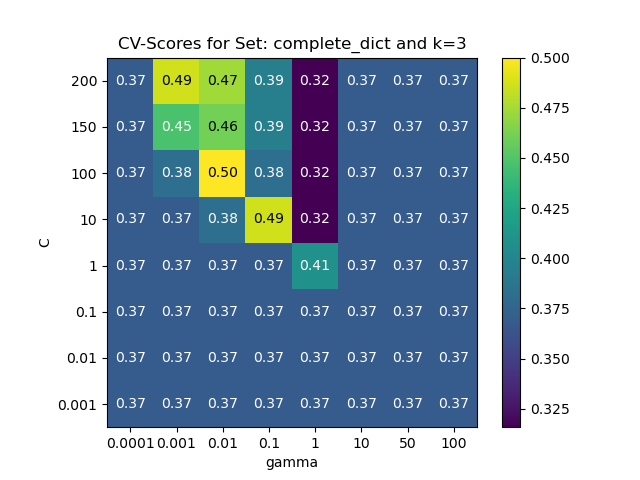 CV-Scores for Set: complete_dict and k=3
200 0.37 0.49 0.47 0.39 0.32 0.37 0.37 0.37
150 0.37 0.45 0.46 0.39 0.32 0.37 0.37 0.37
100 0.37 0.38 0.50 0.38 0.32 0.37 0.37 0.37
10 0.37 0.37 0.38 0.49 0.32 0.37 0.37 0.37
1 0.37 0.37 0.37 0.37 0.41 0.37 0.37 0.37
0.1 0.37 0.37 0.37 0.37 0.37 0.37 0.37 0.37
0.01 0.37 0.37 0.37 0.37 0.37 0.37 0.37 0.37
0.001 0.37 0.37 0.37 0.37 0.37 0.37 0.37 0.37
C
0.0001 0.001 0.01 0.1 1 10 50 100
gamma
0.500
0.475
0.450
0.425
0.400
0.375
0.350
0.325